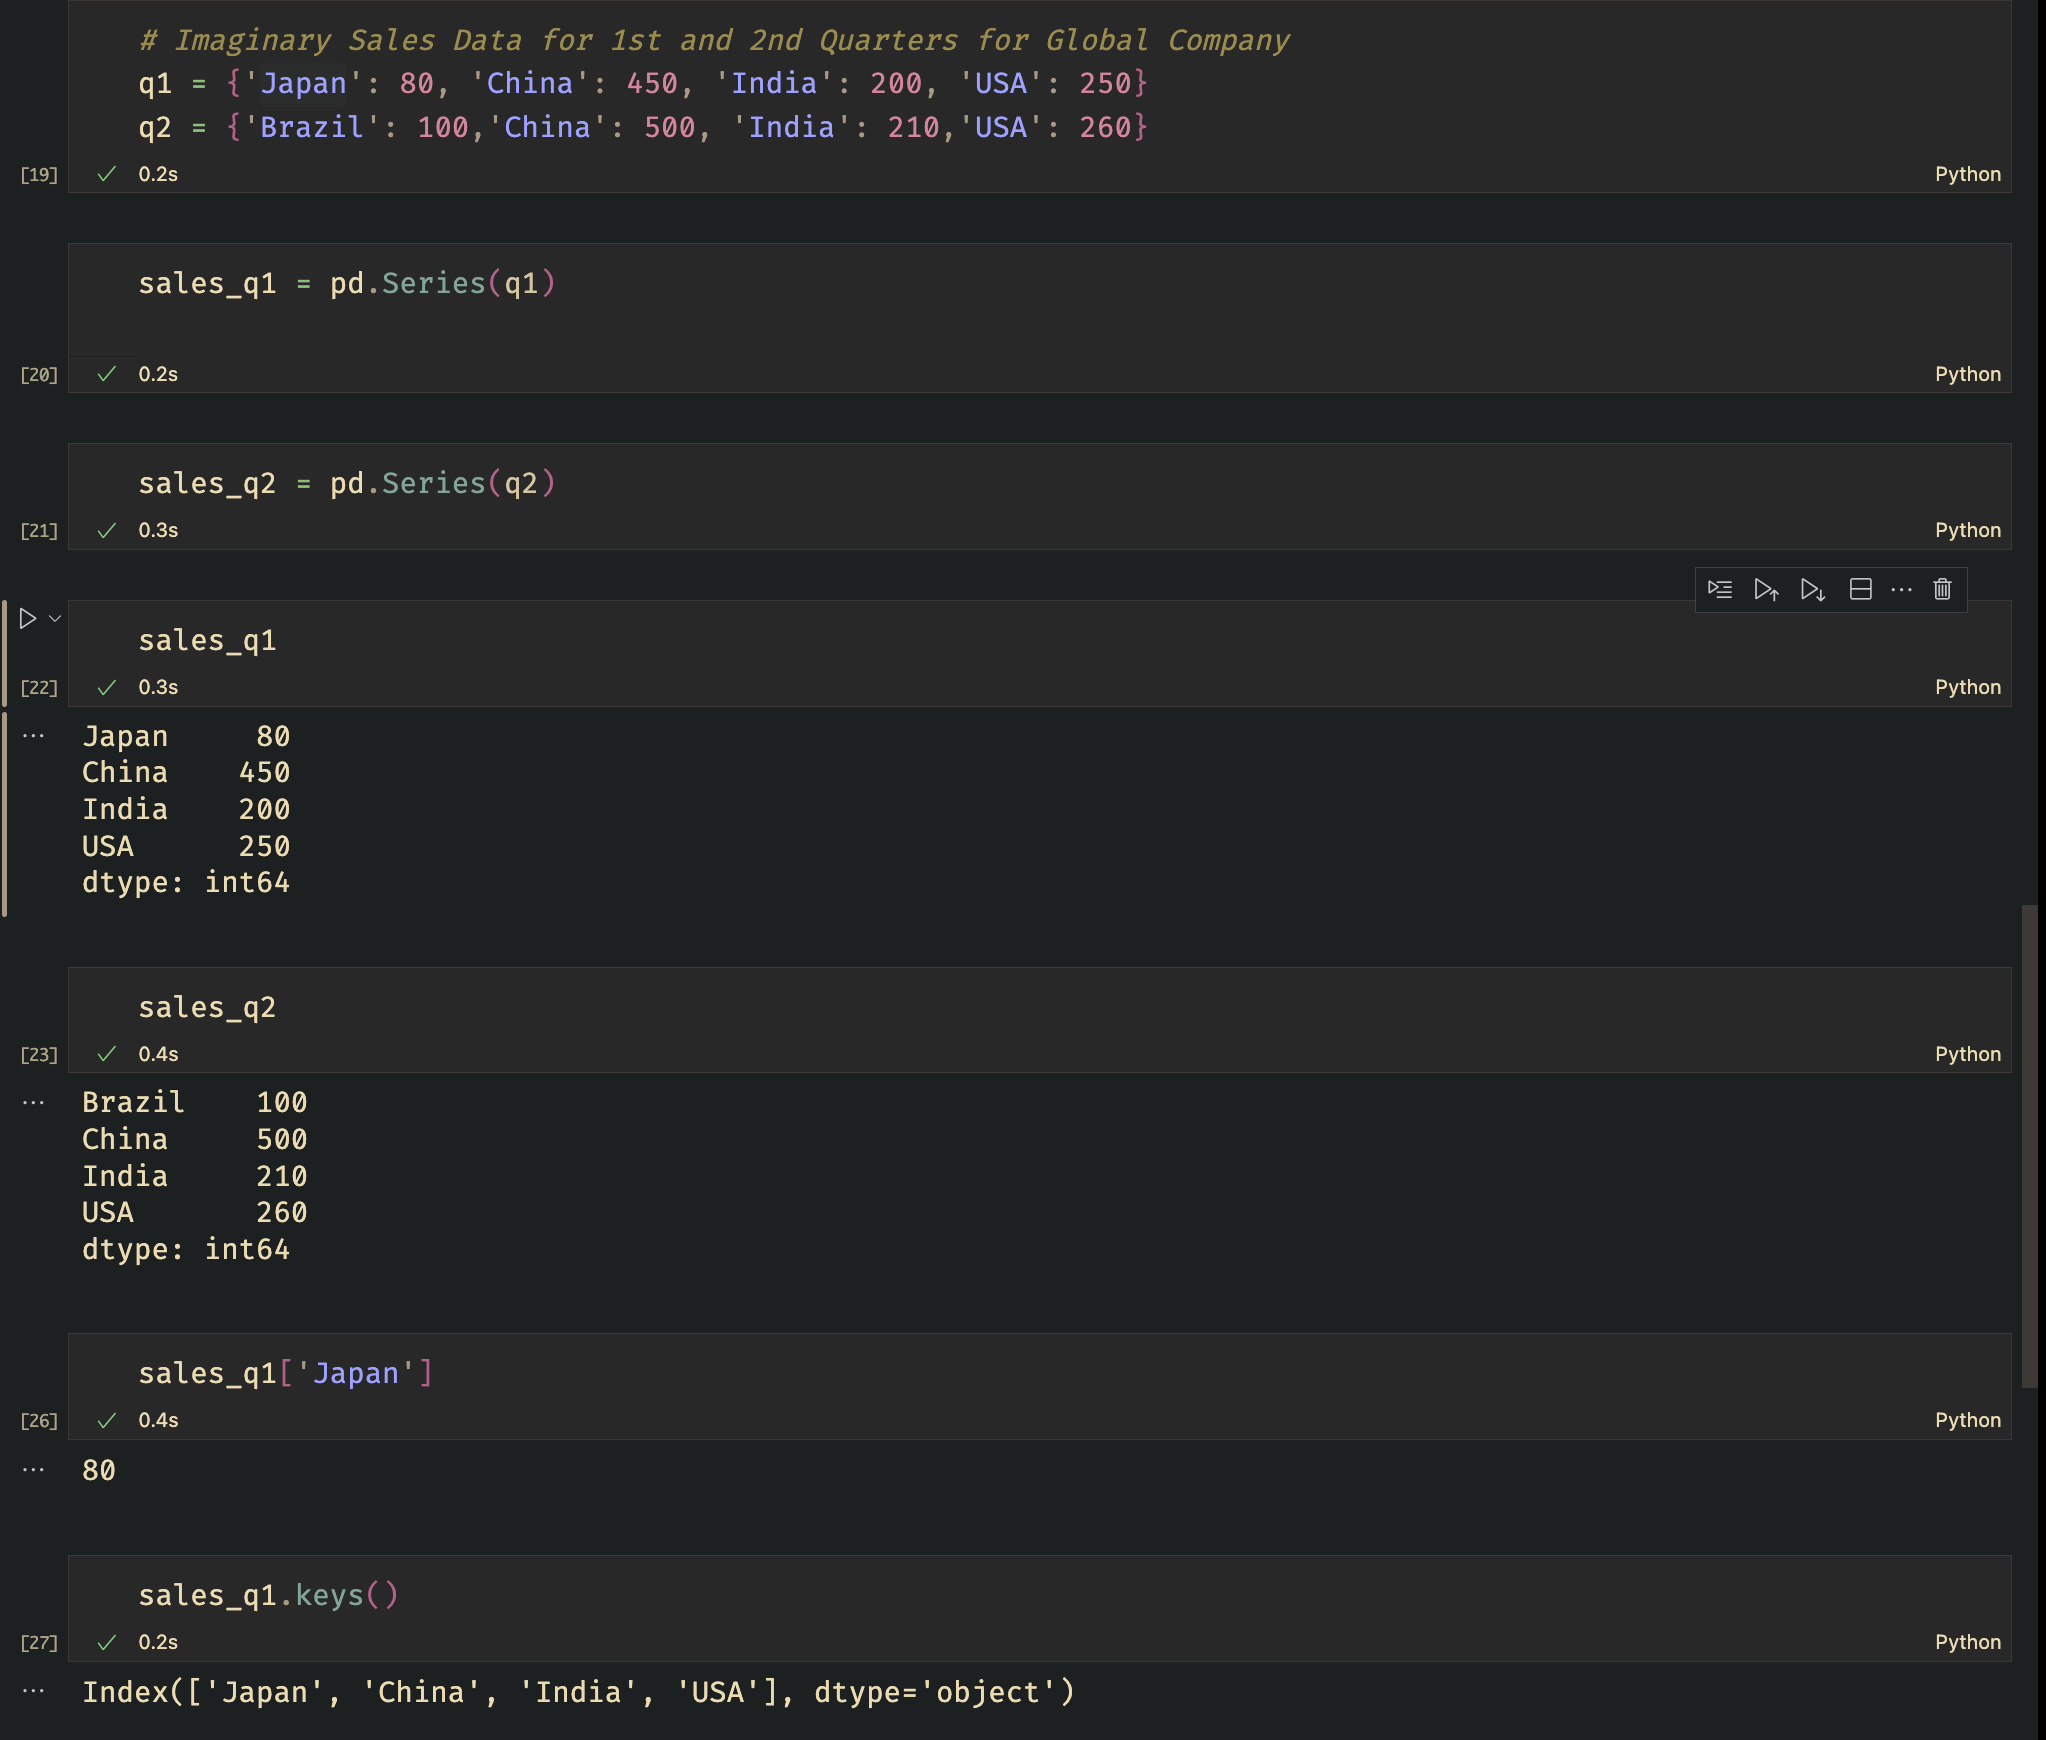 # Imaginary Sales Data for 1st and 2nd Quarters for Global Company
q1 = {'Japan': 80, 'China': 450, 'India': 200, 'USA': 250}
q2 = {'Brazil': 100,'China': 500, 'India': 210,'USA': 260}
[19] 0.2s Python
sales_q1 = pd.Series(q1)
[20] 0.2s Python
sales_q2 = pd.Series(q2)
[21] 0.3s Python
sales_q1
[22] 0.3s Python
Japan     80
China    450
India    200
USA      250
dtype: int64
sales_q2
[23] 0.4s Python
Brazil    100
China     500
India     210
USA       260
dtype: int64
sales_q1['Japan']
[26] 0.4s Python
80
sales_q1.keys()
[27] 0.2s Python
Index(['Japan', 'China', 'India', 'USA'], dtype='object')